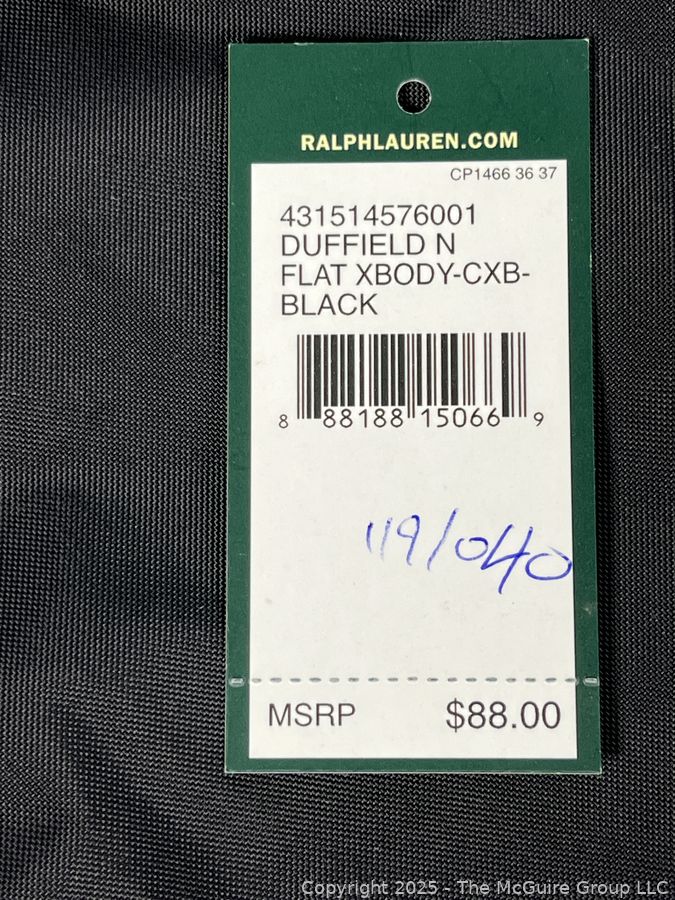 RALPHLAUREN.COM
CP1466 36 37
431514576001
DUFFIELD N
FLAT XBODY-CXB-
BLACK
8 88188 15066 9
119/040
MSRP $88.00
Copyright 2025 - The McGuire Group LLC